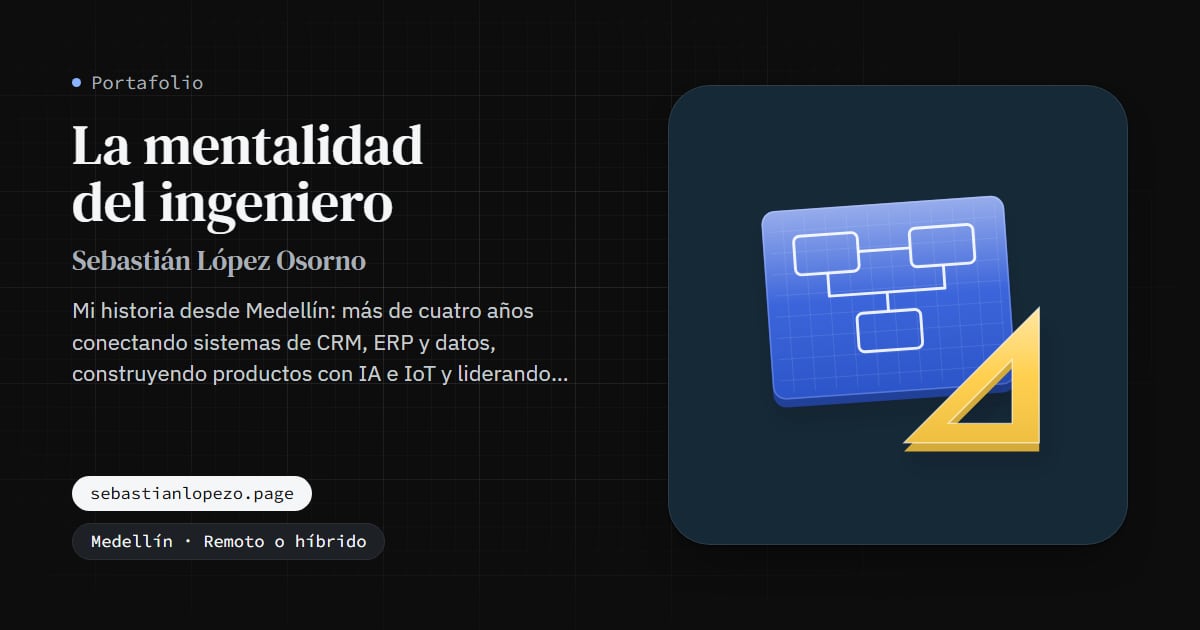 Portafolio
La mentalidad
del ingeniero
Sebastián López Osorno
Mi historia desde Medellín: más de cuatro años
conectando sistemas de CRM, ERP y datos,
construyendo productos con IA e IoT y liderando...
sebastianlopezo.page
Medellín · Remoto o híbrido